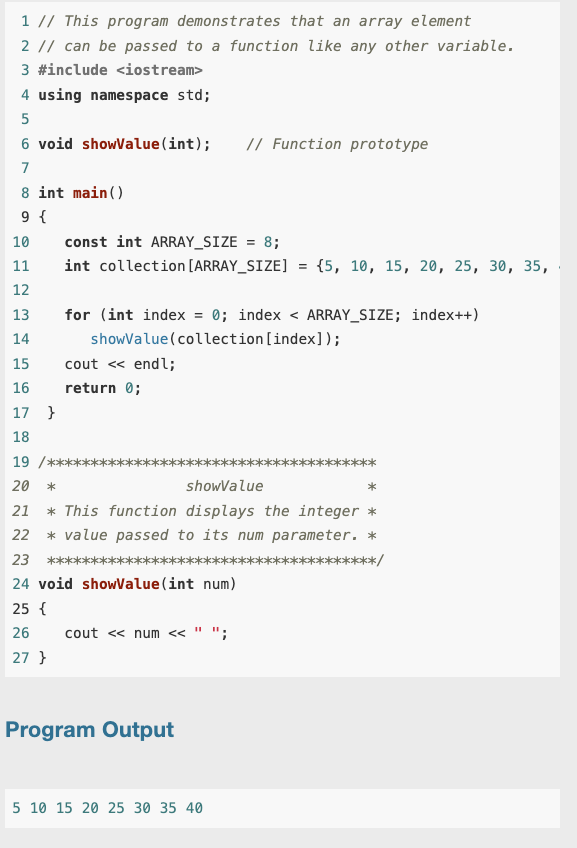 1 // This program demonstrates that an array element
2 // can be passed to a function like any other variable.
3 #include <iostream>
4 using namespace std;
5
6 void showValue(int);    // Function prototype
7
8 int main()
9 {
10    const int ARRAY_SIZE = 8;
11    int collection[ARRAY_SIZE] = {5, 10, 15, 20, 25, 30, 35,
12
13    for (int index = 0; index < ARRAY_SIZE; index++)
14       showValue(collection[index]);
15    cout << endl;
16    return 0;
17  }
18
19 /**************************************
20  *               showValue            *
21  * This function displays the integer *
22  * value passed to its num parameter. *
23  **************************************/
24 void showValue(int num)
25 {
26    cout << num << " ";
27 }
Program Output
5 10 15 20 25 30 35 40